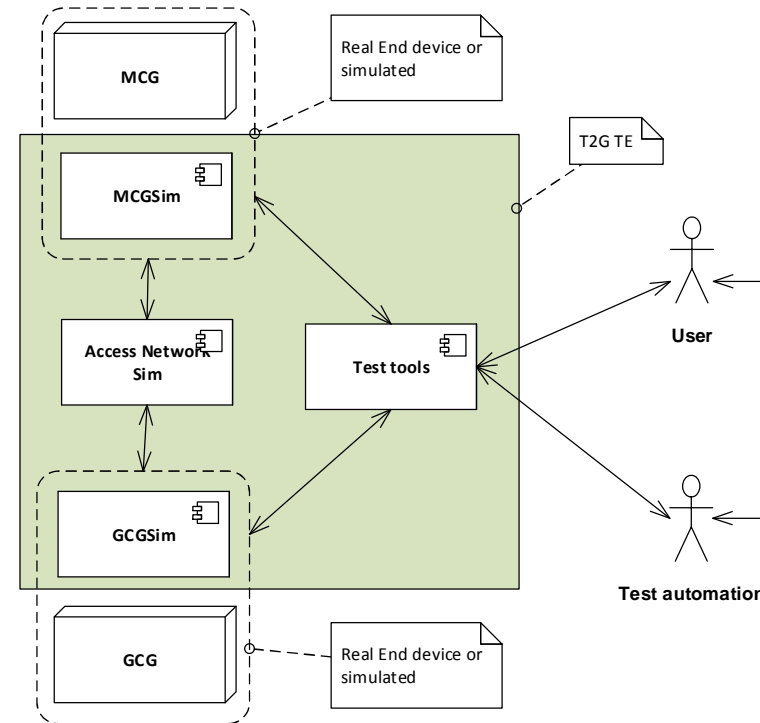 MCG
Real End device or
simulated
T2G TE
MCGSim
User
Access Network
Sim
Test tools
GCGSim
Test automation
GCG
Real End device or
simulated